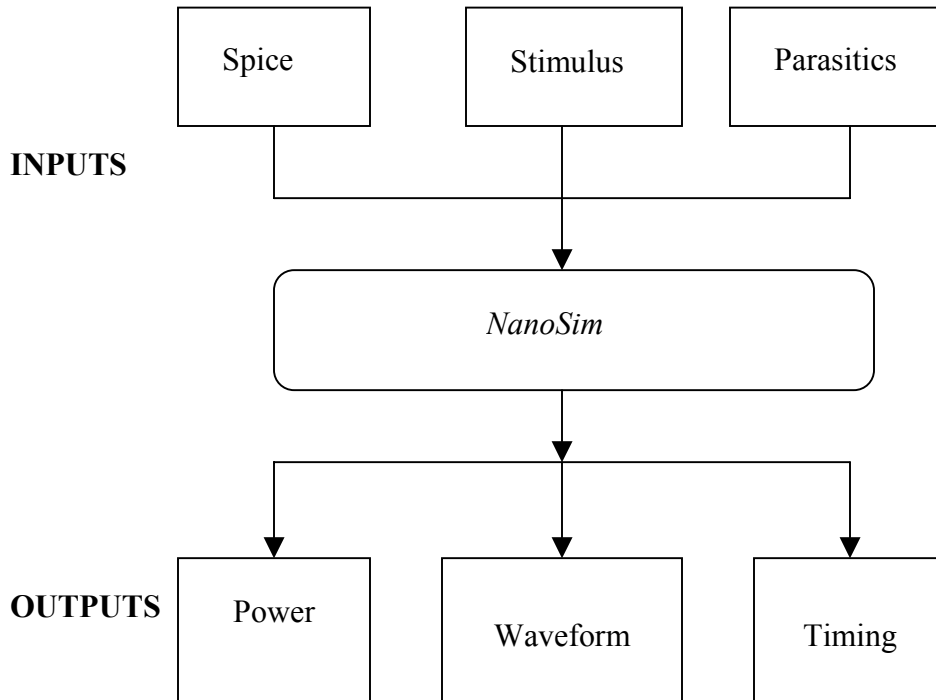 Spice
Stimulus
Parasitics
INPUTS
NanoSim
OUTPUTS
Power
Waveform
Timing